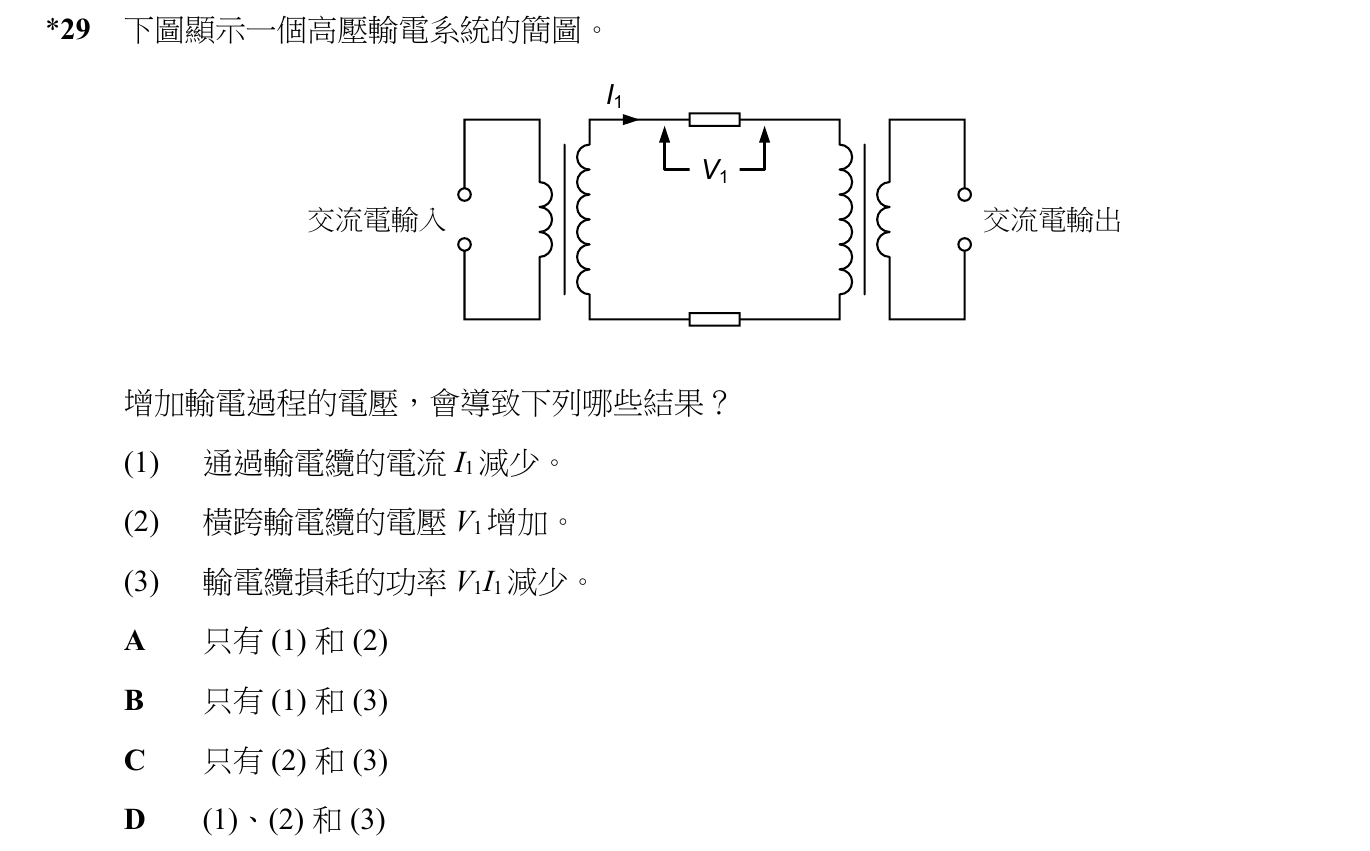 *29 下圖顯示一個高壓輸電系統的簡圖。
I1
V1
交流電輸入
交流電輸出
增加輸電過程的電壓，會導致下列哪些結果？
(1) 通過輸電纜的電流 I1 減少。
(2) 橫跨輸電纜的電壓 V1 增加。
(3) 輸電纜損耗的功率 V1I1 減少。
A 只有 (1) 和 (2)
B 只有 (1) 和 (3)
C 只有 (2) 和 (3)
D (1)、(2) 和 (3)